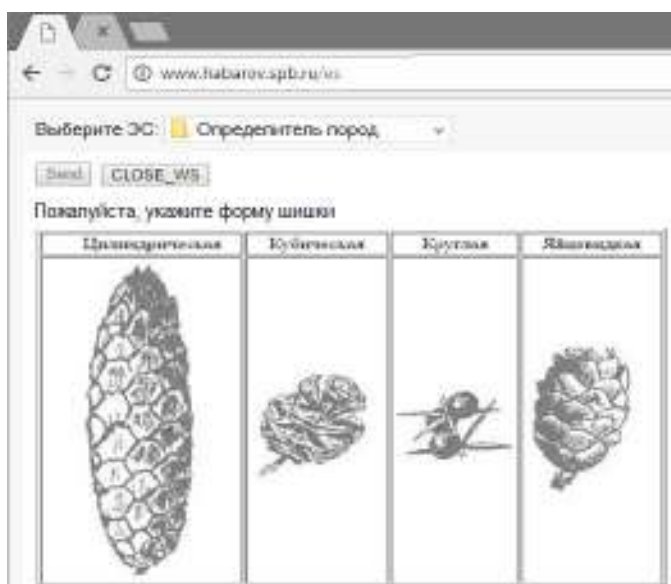 www.habarov.spb.ru/ws
Выберите ЭС: Определитель пород
Send CLOSE_WS
Пожалуйста, укажите форму шишки
Цилиндрическая Кубическая Круглая Яйцевидная